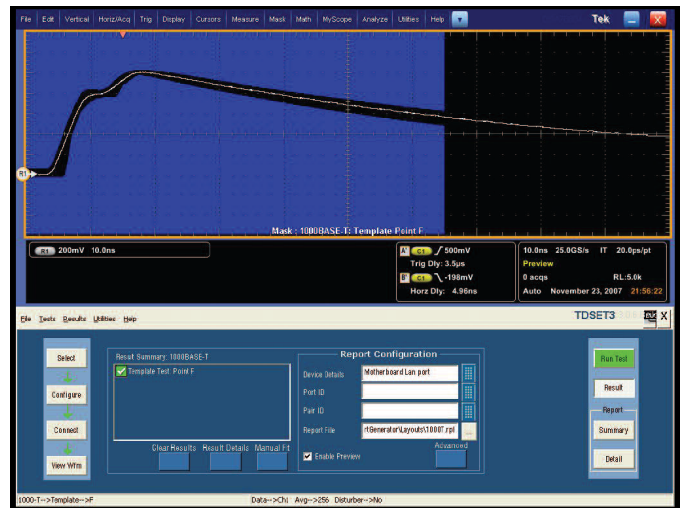 File Edit Vertical Horiz/Acq Trig Display Cursors Measure Mask Math MyScope Analyze Utilities Help Tek
R1
Mask : 1000BASE-T: Template Point F
R1 200mV 10.0ns
A' C1 500mV
Trig Dly: 3.5µs
B' C1 -198mV
Horz Dly: 4.96ns
10.0ns 25.0GS/s IT 20.0ps/pt
Preview
0 acqs RL:5.0k
Auto November 23, 2007 21:56:22
File Tests Results Utilities Help TDSET3 X
Select
Configure
Connect
View Wfm
Result Summary: 1000BASE-T
Template Test: Point F
Clear Results Result Details Manual Fit
Report Configuration
Device Details Motherboard Lan port
Port ID
Pair ID
Report File rtGenerator\Layouts\1000T.rpl ...
Enable Preview
Advanced
Run Test
Result
Report
Summary
Detail
1000-T-->Template-->F Data-->Ch1 Avg-->256 Disturber-->No